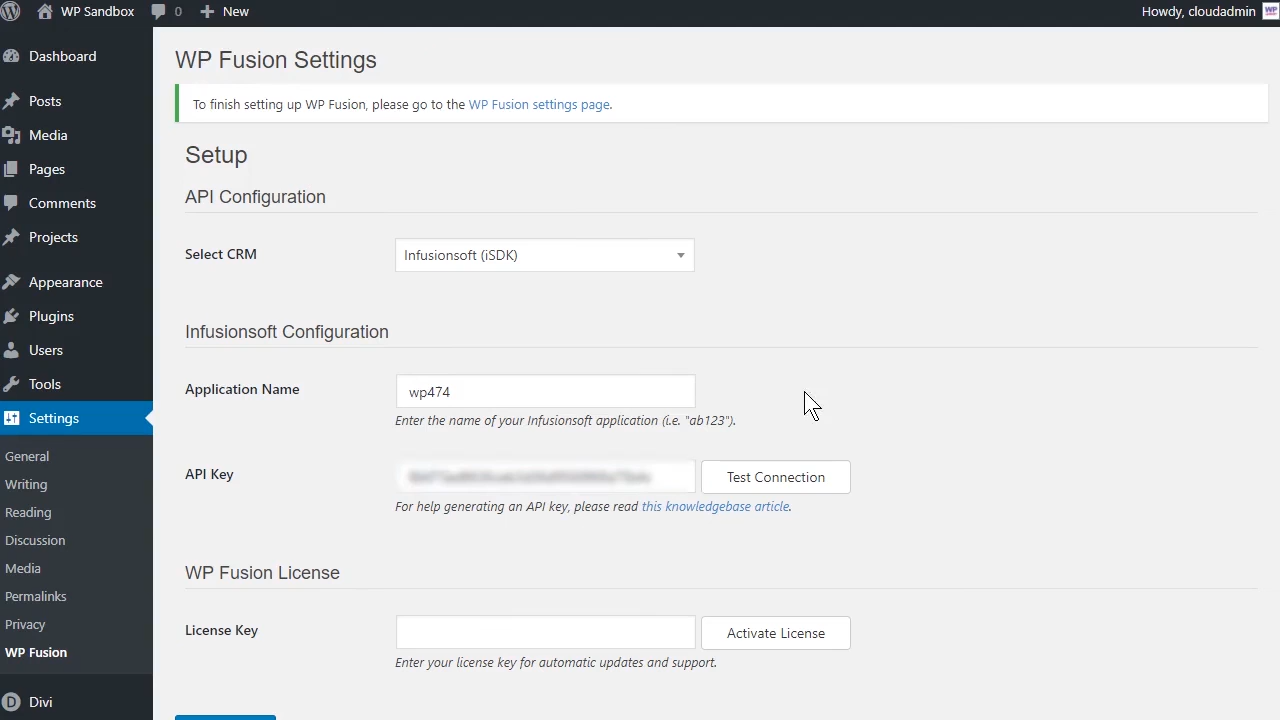 WP Sandbox 0 New Howdy, cloudadmin
Dashboard
Posts
Media
Pages
Comments
Projects
Appearance
Plugins
Users
Tools
Settings
General
Writing
Reading
Discussion
Media
Permalinks
Privacy
WP Fusion
Divi
WP Fusion Settings
To finish setting up WP Fusion, please go to the WP Fusion settings page.
Setup
API Configuration
Select CRM
Infusionsoft (iSDK)
Infusionsoft Configuration
Application Name
wp474
Enter the name of your Infusionsoft application (i.e. "ab123").
API Key
Test Connection
For help generating an API key, please read this knowledgebase article.
WP Fusion License
License Key
Activate License
Enter your license key for automatic updates and support.